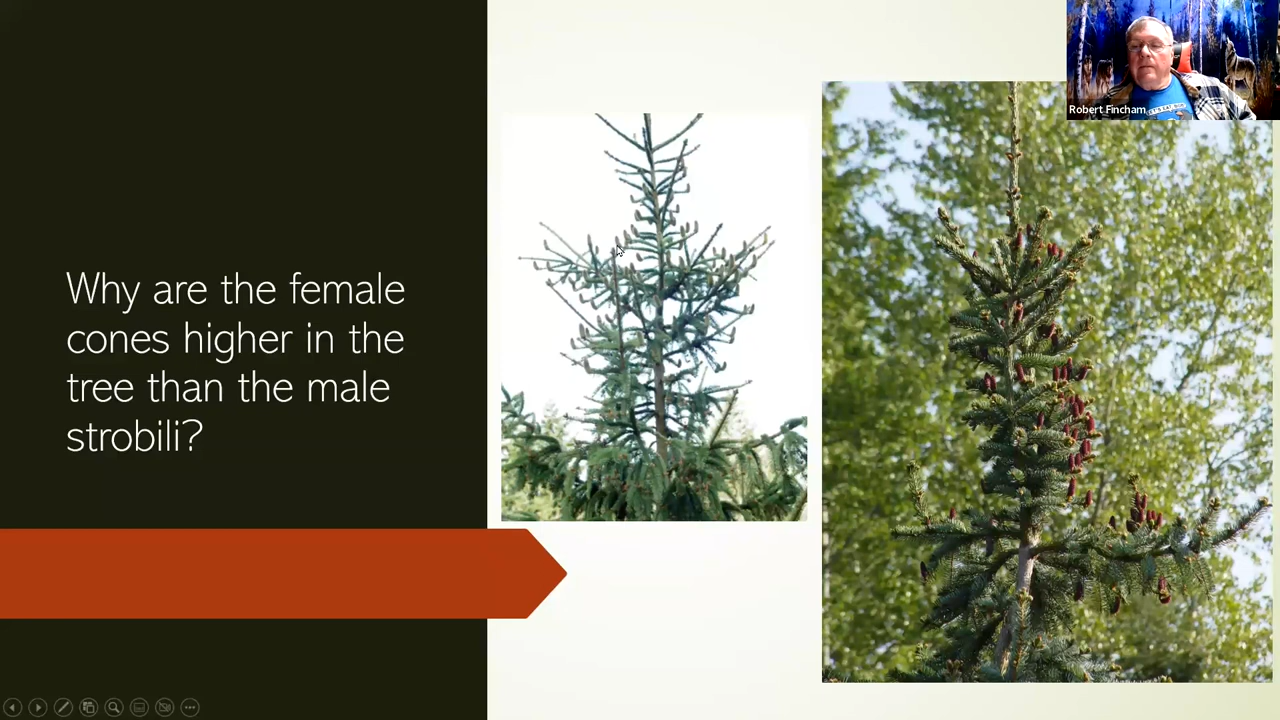 Robert Fincham
Why are the female
cones higher in the
tree than the male
strobili?